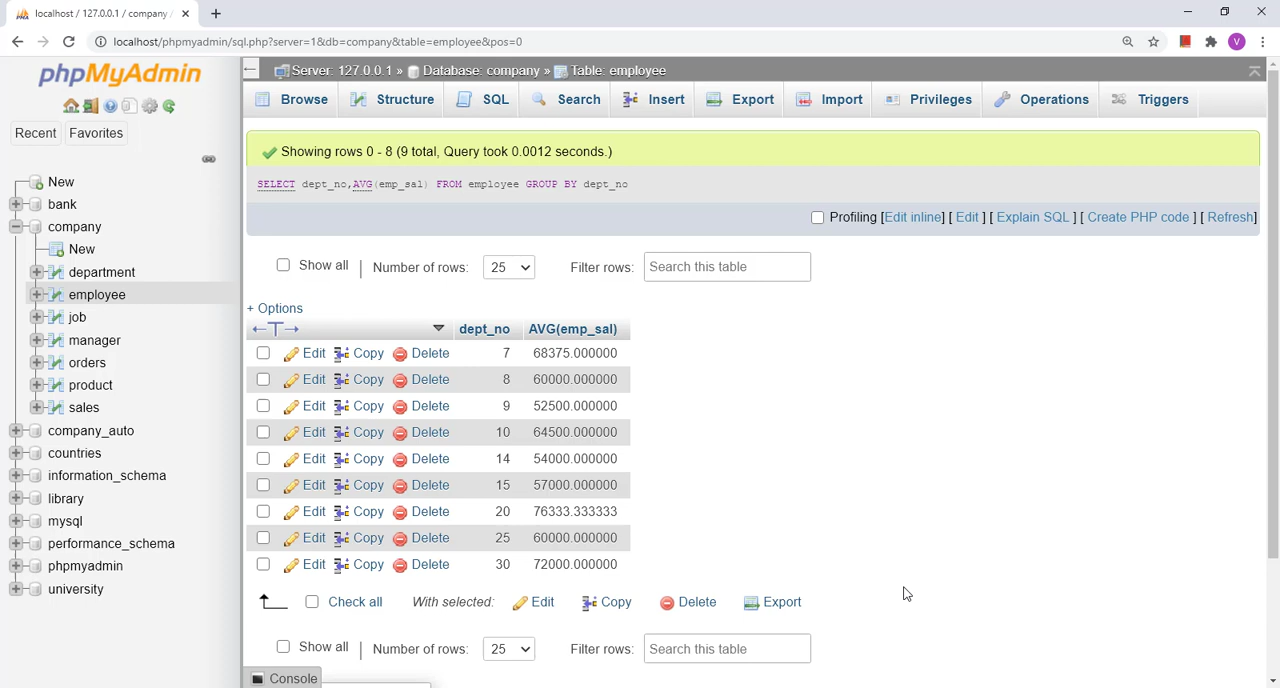 localhost / 127.0.0.1 / company /
localhost/phpmyadmin/sql.php?server=1&db=company&table=employee&pos=0
V
phpMyAdmin
Recent
Favorites
New
bank
company
New
department
employee
job
manager
orders
product
sales
company_auto
countries
information_schema
library
mysql
performance_schema
phpmyadmin
university
Server: 127.0.0.1 » Database: company » Table: employee
Browse Structure SQL Search Insert Export Import Privileges Operations Triggers
Showing rows 0 - 8 (9 total, Query took 0.0012 seconds.)
SELECT dept_no,AVG(emp_sal) FROM employee GROUP BY dept_no
Profiling [Edit inline] [ Edit ] [ Explain SQL ] [ Create PHP code ] [ Refresh]
Show all | Number of rows: 25 Filter rows: Search this table
+ Options
←T→ dept_no AVG(emp_sal)
Edit Copy Delete 7 68375.000000
Edit Copy Delete 8 60000.000000
Edit Copy Delete 9 52500.000000
Edit Copy Delete 10 64500.000000
Edit Copy Delete 14 54000.000000
Edit Copy Delete 15 57000.000000
Edit Copy Delete 20 76333.333333
Edit Copy Delete 25 60000.000000
Edit Copy Delete 30 72000.000000
Check all With selected: Edit Copy Delete Export
Show all | Number of rows: 25 Filter rows: Search this table
Console